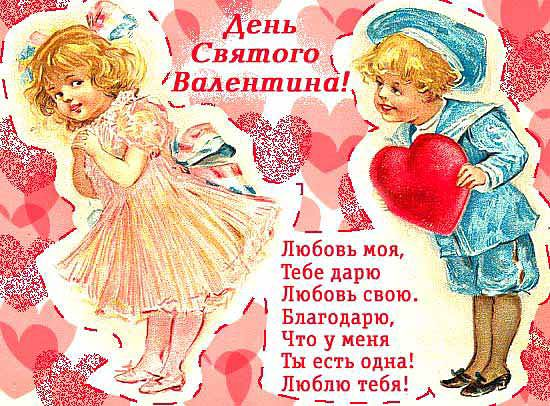 День
Святого
Валентина!
Любовь моя,
Тебе дарю
Любовь свою.
Благодарю,
Что у меня
Ты есть одна!
Люблю тебя!